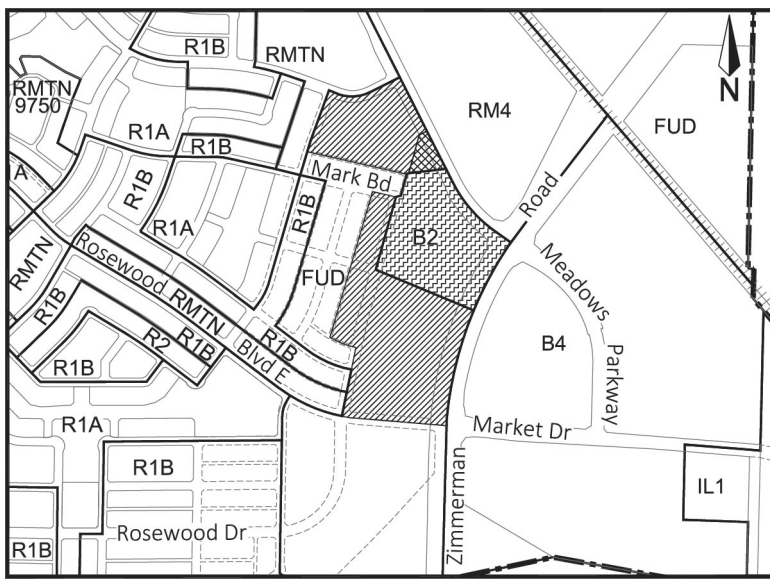 R1B
RMTN
RMTN
9750
R1A
R1B
RM4
FUD
N
A
R1B
Mark Bd
Road
R1A
R1B
B2
RMTN
Rosewood
RMTN
Blvd E
FUD
Meadows
Parkway
R1B
R2
R1B
R1B
R1B
B4
R1A
Market Dr
R1B
IL1
Zimmerman
Rosewood Dr
R1B